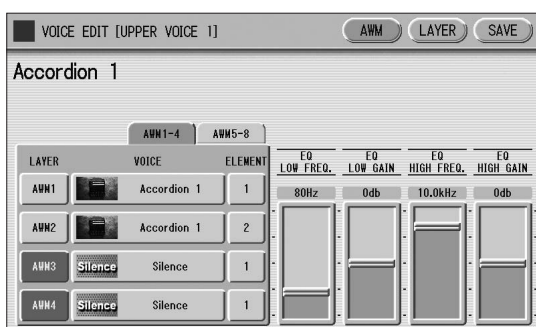 VOICE EDIT [UPPER VOICE 1] AWM LAYER SAVE
Accordion 1
AWM1-4 AWM5-8
LAYER VOICE ELEMENT
EQ LOW FREQ. EQ LOW GAIN EQ HIGH FREQ. EQ HIGH GAIN
80Hz 0db 10.0kHz 0db
AWM1 Accordion 1 1
AWM2 Accordion 1 2
AWM3 Silence Silence 1
AWM4 Silence Silence 1